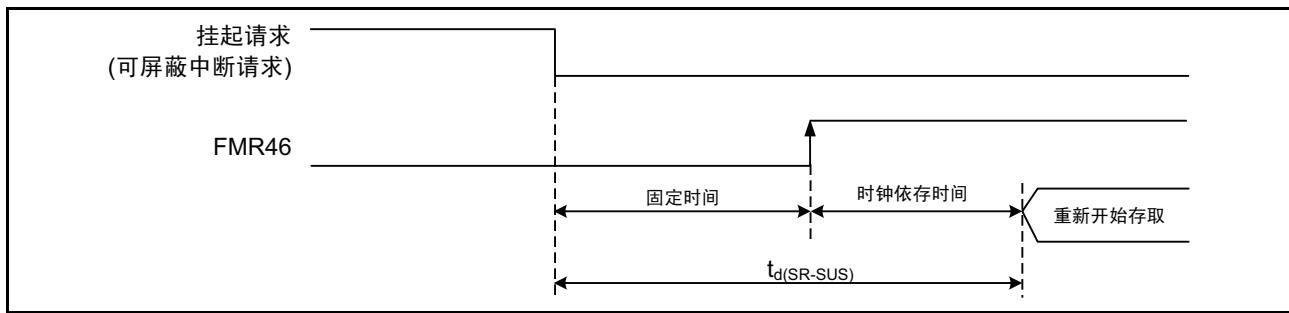 挂起请求
(可屏蔽中断请求)
FMR46
固定时间
时钟依存时间
重新开始存取
td(SR-SUS)